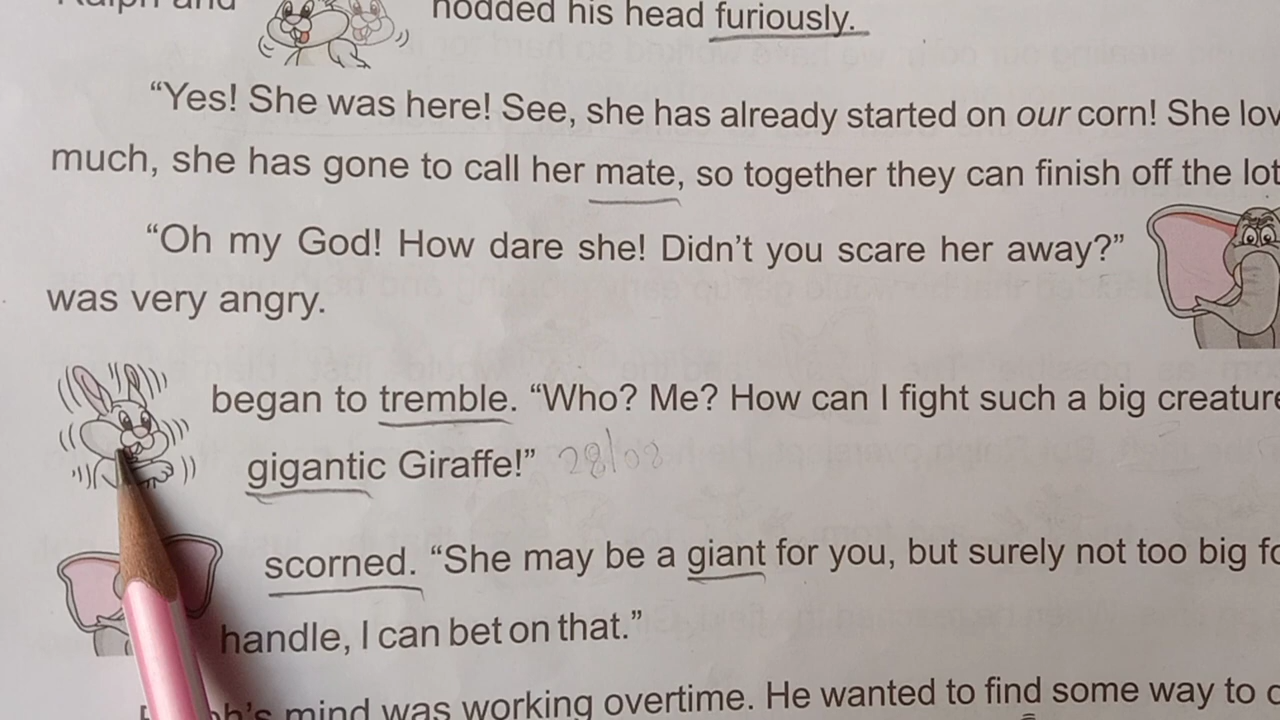 nodded his head furiously.
“Yes! She was here! See, she has already started on our corn! She
much, she has gone to call her mate, so together they can finish off the lot
“Oh my God! How dare she! Didn’t you scare her away?”
was very angry.
began to tremble. “Who? Me? How can I fight such a big creature
gigantic Giraffe!” 28/08
scorned. “She may be a giant for you, but surely not too big
handle, I can bet on that.”
mind was working overtime. He wanted to find some way to